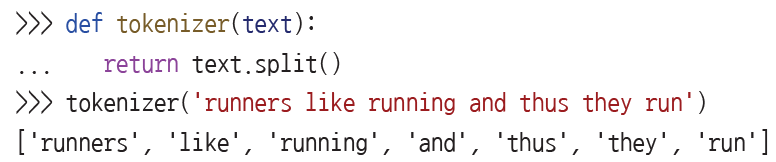 >>> def tokenizer(text):
...    return text.split()
>>> tokenizer('runners like running and thus they run')
['runners', 'like', 'running', 'and', 'thus', 'they', 'run']